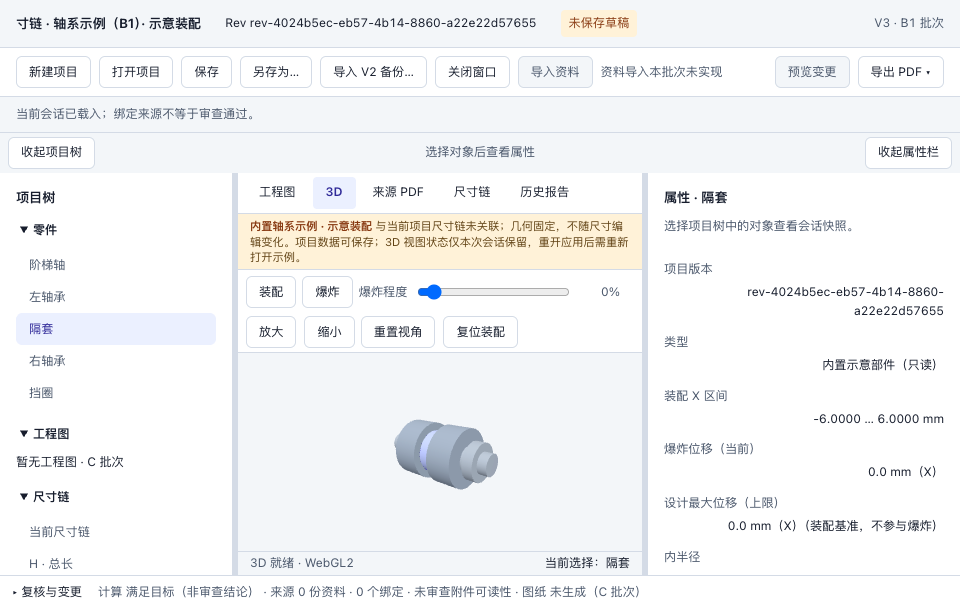 寸链 · 轴系示例（B1）· 示意装配 Rev rev-4024b5ec-eb57-4b14-8860-a22e22d57655 未保存草稿 V3 · B1 批次
新建项目 打开项目 保存 另存为… 导入 V2 备份… 关闭窗口 导入资料 资料导入本批次未实现 预览变更 导出 PDF ▾
当前会话已载入；绑定来源不等于审查通过。
收起项目树 选择对象后查看属性 收起属性栏
项目树
▼ 零件
阶梯轴
左轴承
隔套
右轴承
挡圈
▼ 工程图
暂无工程图 · C 批次
▼ 尺寸链
当前尺寸链
H · 总长
工程图 3D 来源 PDF 尺寸链 历史报告
内置轴系示例 · 示意装配 与当前项目尺寸链未关联；几何固定，不随尺寸编
辑变化。项目数据可保存；3D 视图状态仅本次会话保留，重开应用后需重新
打开示例。
装配 爆炸 爆炸程度 0%
放大 缩小 重置视角 复位装配
3D 就绪 · WebGL2 当前选择：隔套
属性 · 隔套
选择项目树中的对象查看会话快照。
项目版本
rev-4024b5ec-eb57-4b14-8860-
a22e22d57655
类型
内置示意部件（只读）
装配 X 区间
-6.0000 … 6.0000 mm
爆炸位移（当前）
0.0 mm（X）
设计最大位移（上限）
0.0 mm（X）（装配基准，不参与爆炸）
内半径
▸ 复核与变更 计算 满足目标（非审查结论） · 来源 0 份资料 · 0 个绑定 · 未审查附件可读性 · 图纸 未生成（C 批次）